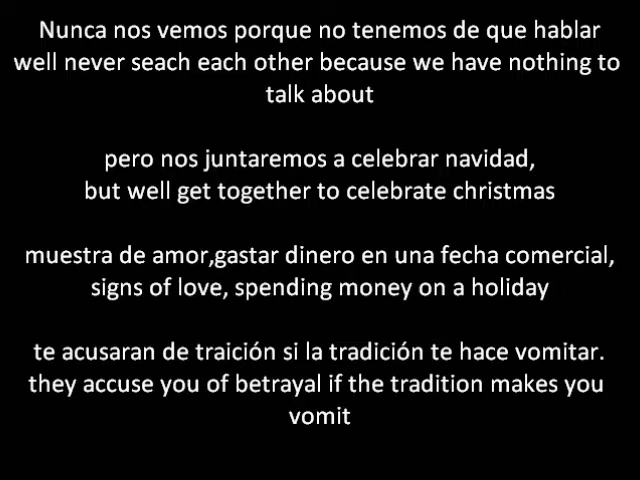 Nunca nos vemos porque no tenemos de que hablar
well never seach each other because we have nothing to
talk about
pero nos juntaremos a celebrar navidad,
but well get together to celebrate christmas
muestra de amor,gastar dinero en una fecha comercial,
signs of love, spending money on a holiday
te acusaran de traición si la tradición te hace vomitar.
they accuse you of betrayal if the tradition makes you
vomit